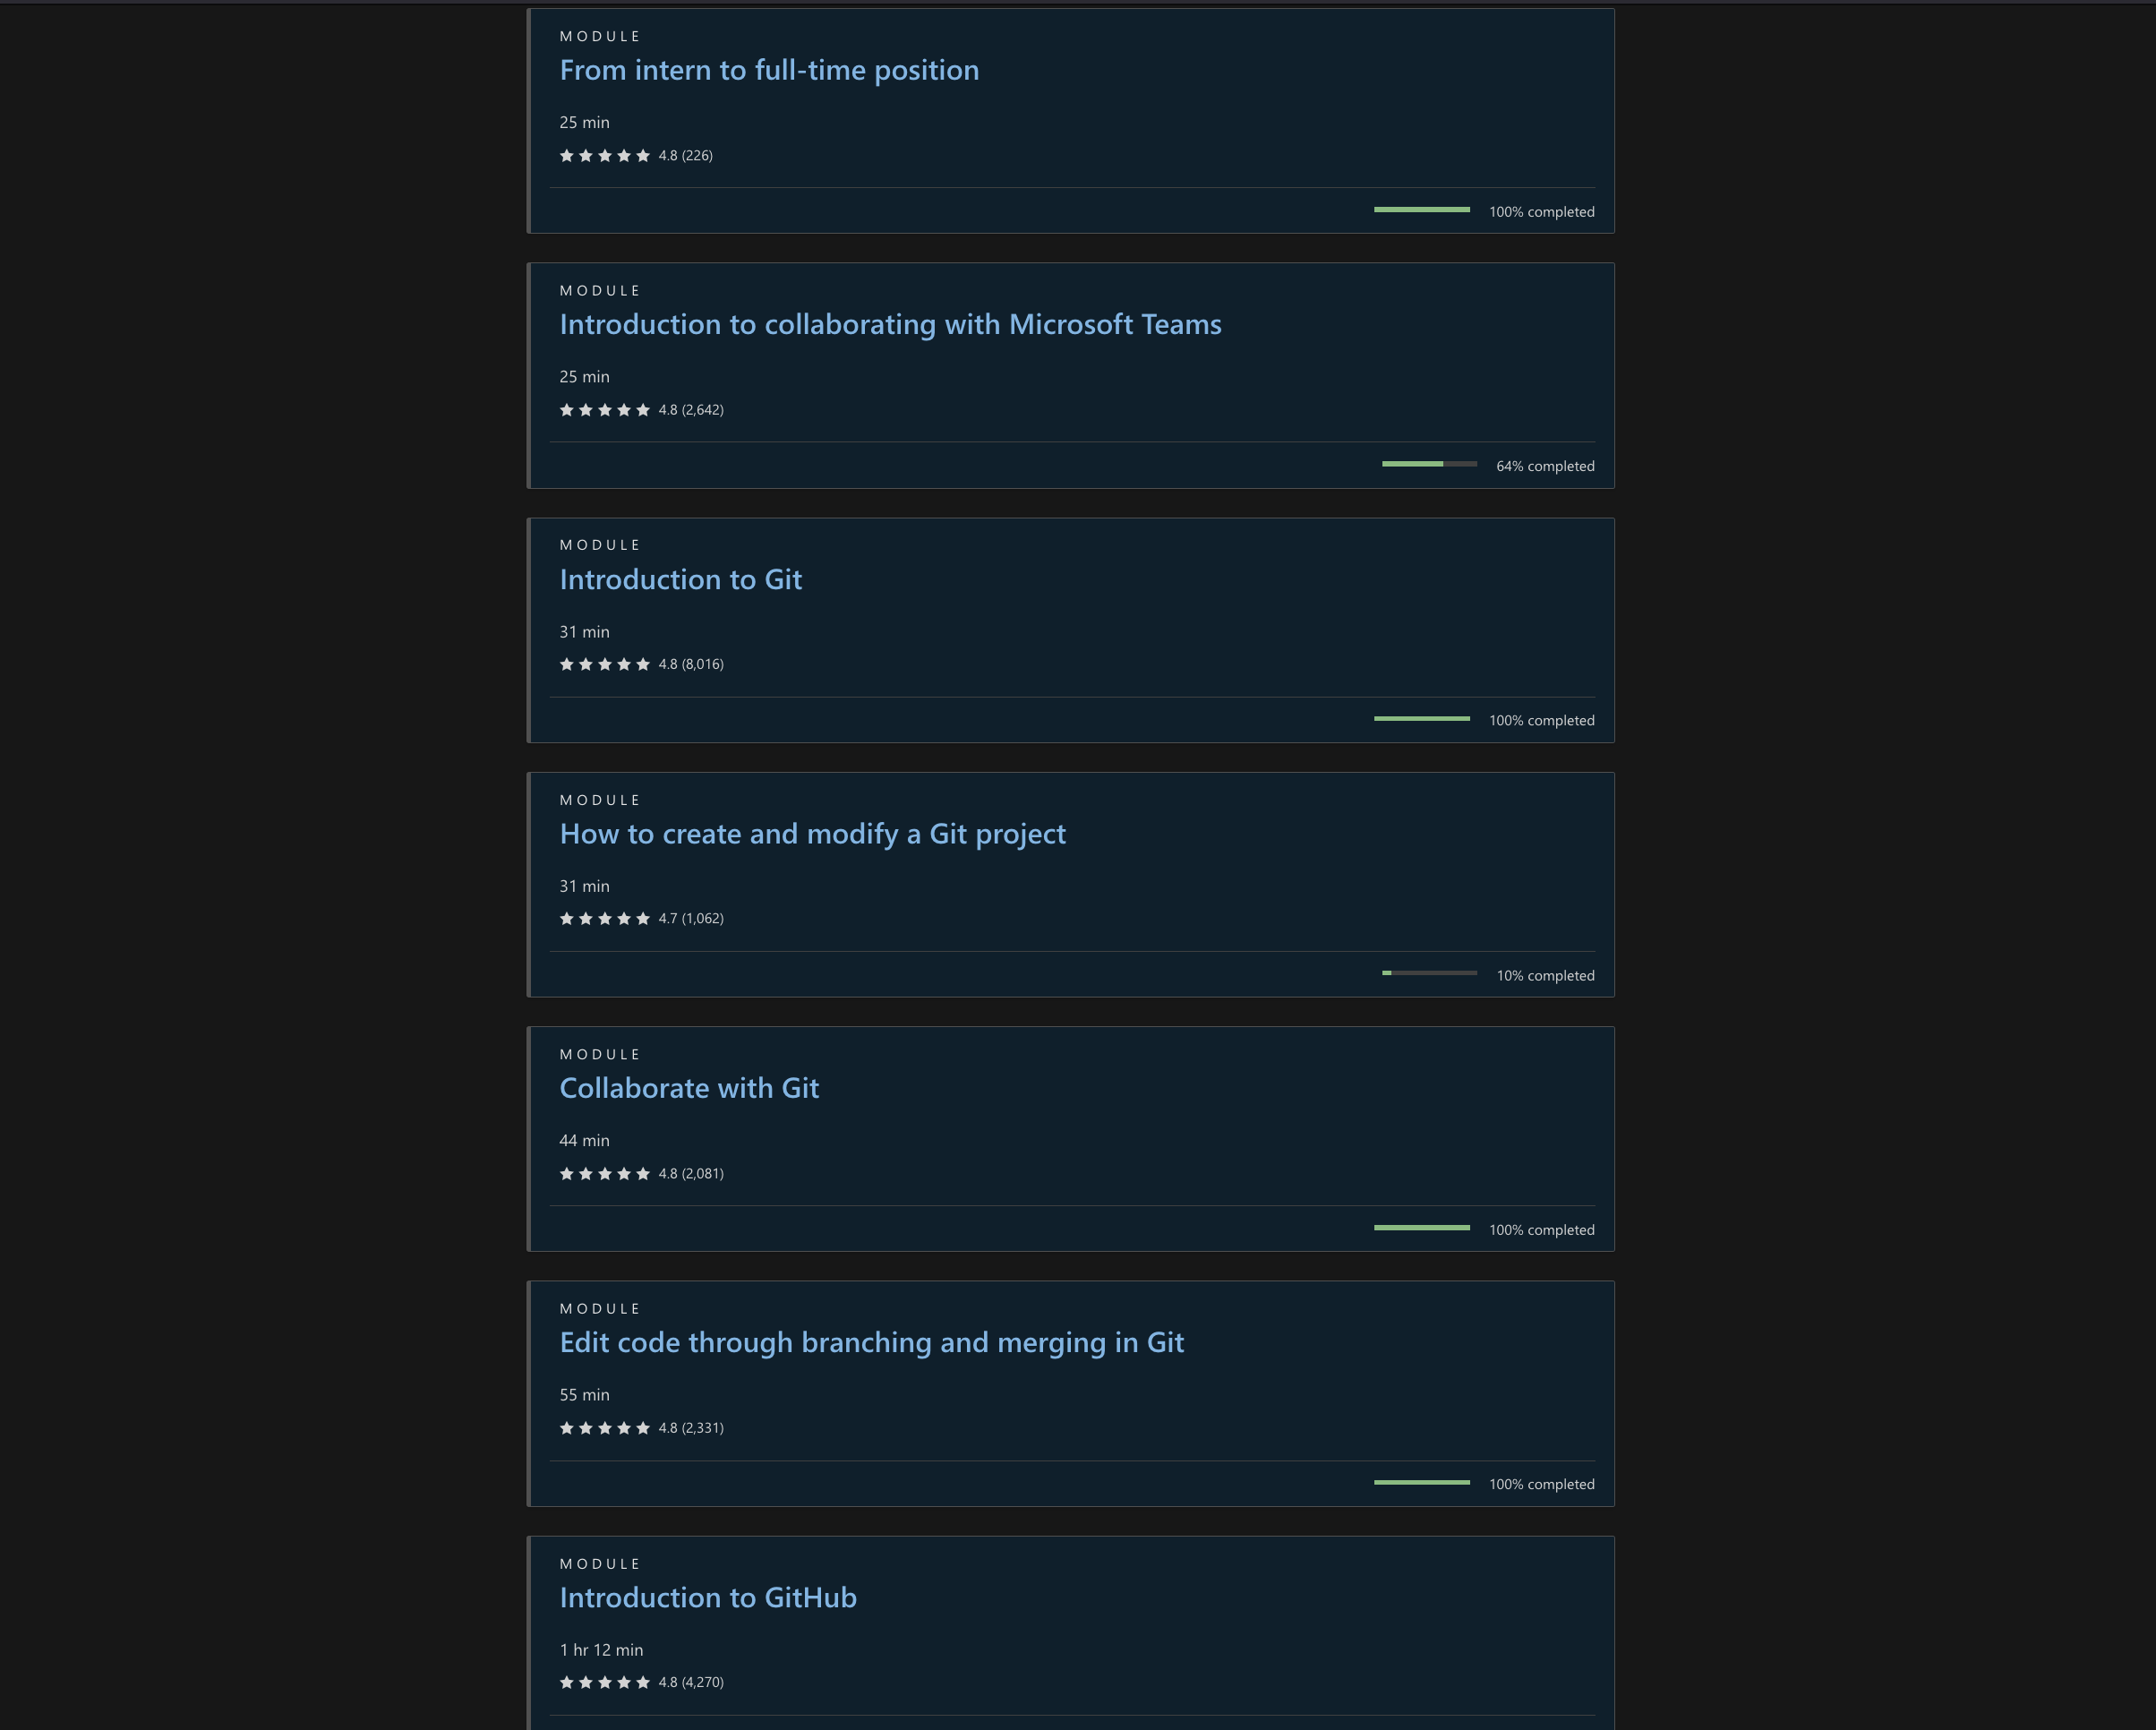 MODULE
From intern to full-time position
25 min
4.8 (226)
100% completed
MODULE
Introduction to collaborating with Microsoft Teams
25 min
4.8 (2,642)
64% completed
MODULE
Introduction to Git
31 min
4.8 (8,016)
100% completed
MODULE
How to create and modify a Git project
31 min
4.7 (1,062)
10% completed
MODULE
Collaborate with Git
44 min
4.8 (2,081)
100% completed
MODULE
Edit code through branching and merging in Git
55 min
4.8 (2,331)
100% completed
MODULE
Introduction to GitHub
1 hr 12 min
4.8 (4,270)